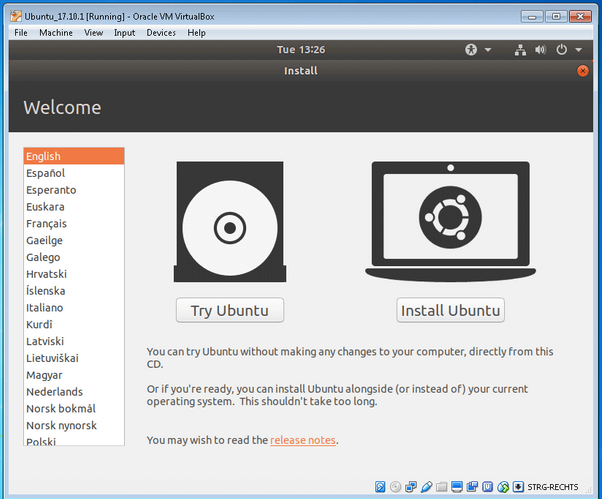 Ubuntu_17.10.1 [Running] - Oracle VM VirtualBox
File Machine View Input Devices Help
Tue 13:26
Install
Welcome
English
Español
Esperanto
Euskara
Français
Gaeilge
Galego
Hrvatski
Íslenska
Italiano
Kurdî
Latviski
Lietuviškai
Magyar
Nederlands
Norsk bokmål
Norsk nynorsk
Polski
Try Ubuntu
Install Ubuntu
You can try Ubuntu without making any changes to your computer, directly from this
CD.
Or if you're ready, you can install Ubuntu alongside (or instead of) your current
operating system. This shouldn't take too long.
You may wish to read the release notes.
STRG-RECHTS